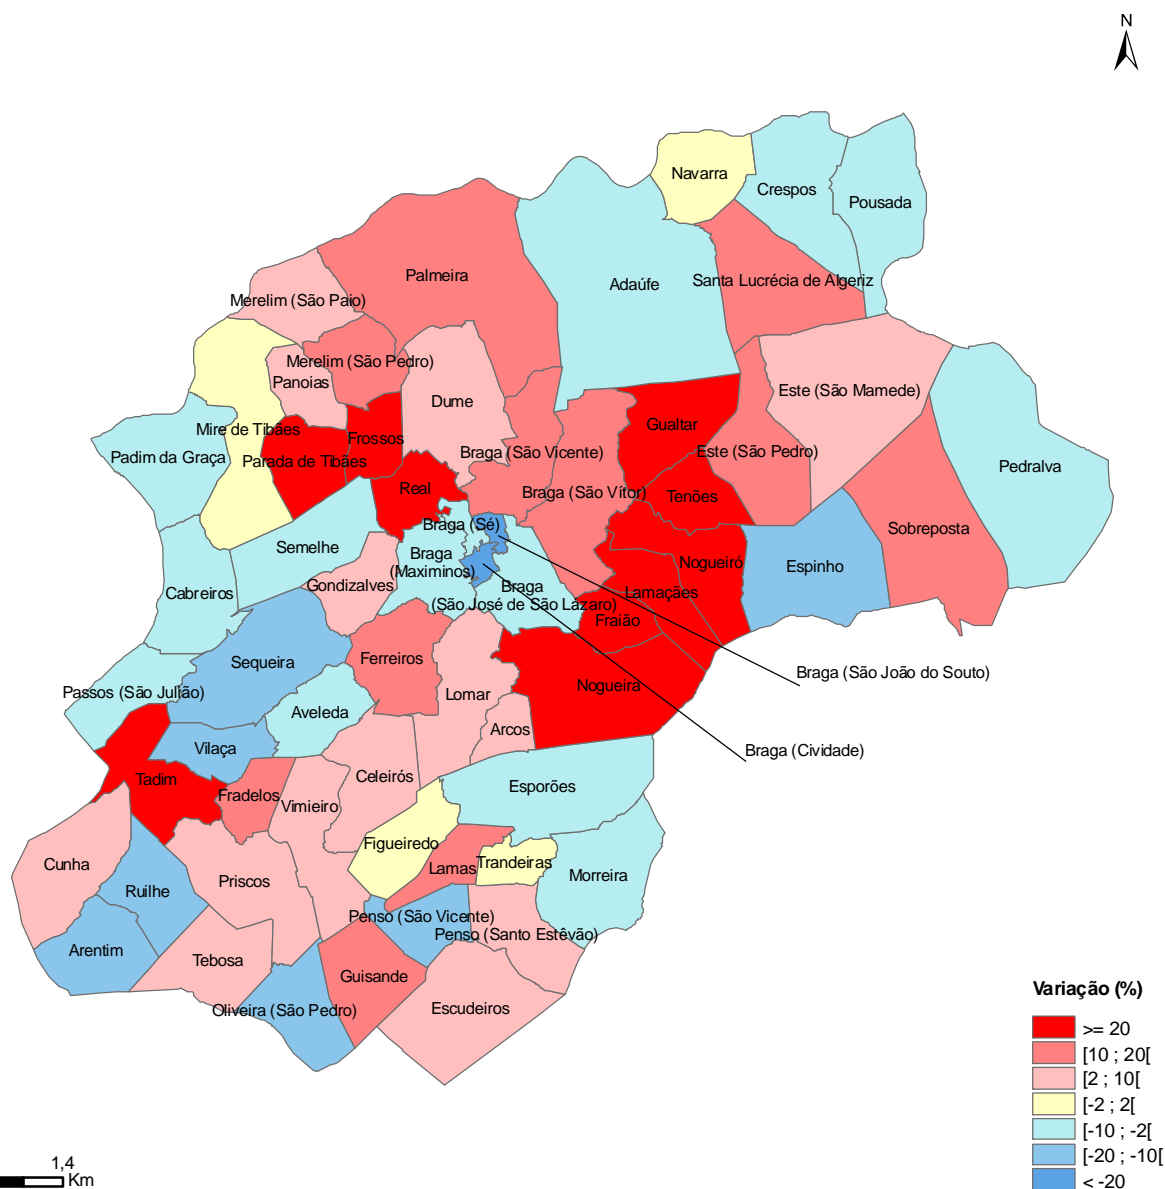 N
Navarra
Crespos
Pousada
Palmeira
Adaúfe
Santa Lucrécia de Algeriz
Merelim (São Paio)
Merelim (São Pedro)
Panoias
Este (São Mamede)
Dume
Gualtar
Mire de Tibães
Frossos
Braga (São Vicente)
Este (São Pedro)
Padim da Graça
Parada de Tibães
Pedralva
Real
Braga (São Vítor)
Tenões
Braga (Sé)
Sobreposta
Semelhe
Braga
(Maximinos)
Nogueiró
Espinho
Gondizalves
Cabreiros
Braga
(São José de São Lázaro)
Lamaçães
Fraião
Sequeira
Ferreiros
Braga (São João do Souto)
Passos (São Julião)
Lomar
Nogueira
Aveleda
Arcos
Vilaça
Braga (Cividade)
Tadim
Celeirós
Esporões
Fradelos
Vimieiro
Figueiredo
Cunha
Lamas
Trandeiras
Morreira
Ruilhe
Priscos
Penso (São Vicente)
Penso (Santo Estêvão)
Arentim
Tebosa
Guisande
Oliveira (São Pedro)
Escudeiros
Variação (%)
>= 20
[10 ; 20[
[2 ; 10[
[-2 ; 2[
[-10 ; -2[
[-20 ; -10[
< -20
1,4
Km